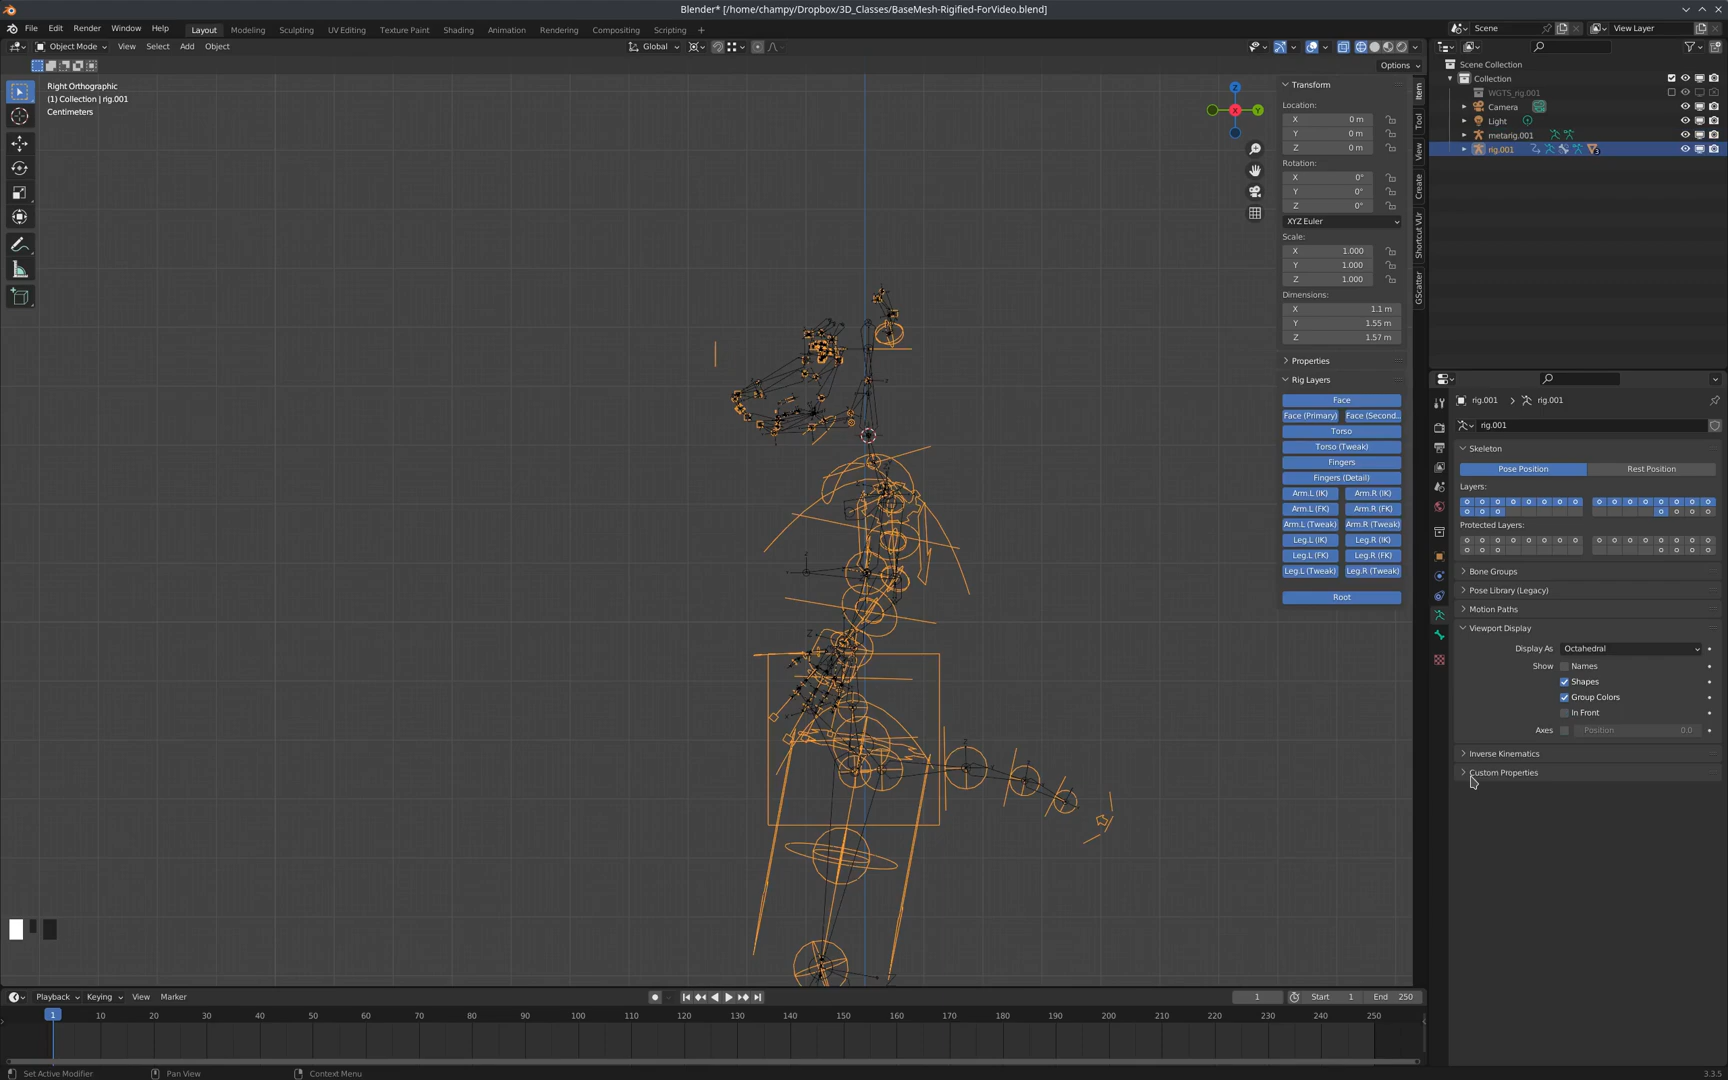 Blender* [/home/champy/Dropbox/3D_Classes/BaseMesh-Rigified-ForVideo.blend]
File Edit Render Window Help Layout Modeling Sculpting UV Editing Texture Paint Shading Animation Rendering Compositing Scripting + Scene View Layer
Object Mode View Select Add Object Global
Options
Right Orthographic
(1) Collection | rig.001
Centimeters
Z
Y
X
Transform
Location:
X 0 m
Y 0 m
Z 0 m
Rotation:
X 0°
Y 0°
Z 0°
XYZ Euler
Scale:
X 1.000
Y 1.000
Z 1.000
Dimensions:
X 1.1 m
Y 1.55 m
Z 1.57 m
Properties
Rig Layers
Face
Face (Primary) Face (Second..
Torso
Torso (Tweak)
Fingers
Fingers (Detail)
Arm.L (IK) Arm.R (IK)
Arm.L (FK) Arm.R (FK)
Arm.L (Tweak) Arm.R (Tweak)
Leg.L (IK) Leg.R (IK)
Leg.L (FK) Leg.R (FK)
Leg.L (Tweak) Leg.R (Tweak)
Root
Item
Tool
View
Create
Shortcut VUr
GScatter
Scene Collection
Collection
WGTS_rig.001
Camera
Light
metarig.001
rig.001
rig.001 > rig.001
rig.001
Skeleton
Pose Position Rest Position
Layers:
Protected Layers:
Bone Groups
Pose Library (Legacy)
Motion Paths
Viewport Display
Display As Octahedral
Show Names
Shapes
Group Colors
In Front
Axes Position 0.0
Inverse Kinematics
Custom Properties
Playback Keying View Marker 1 Start 1 End 250
1 10 20 30 40 50 60 70 80 90 100 110 120 130 140 150 160 170 180 190 200 210 220 230 240 250
Set Active Modifier Pan View Context Menu 3.3.5